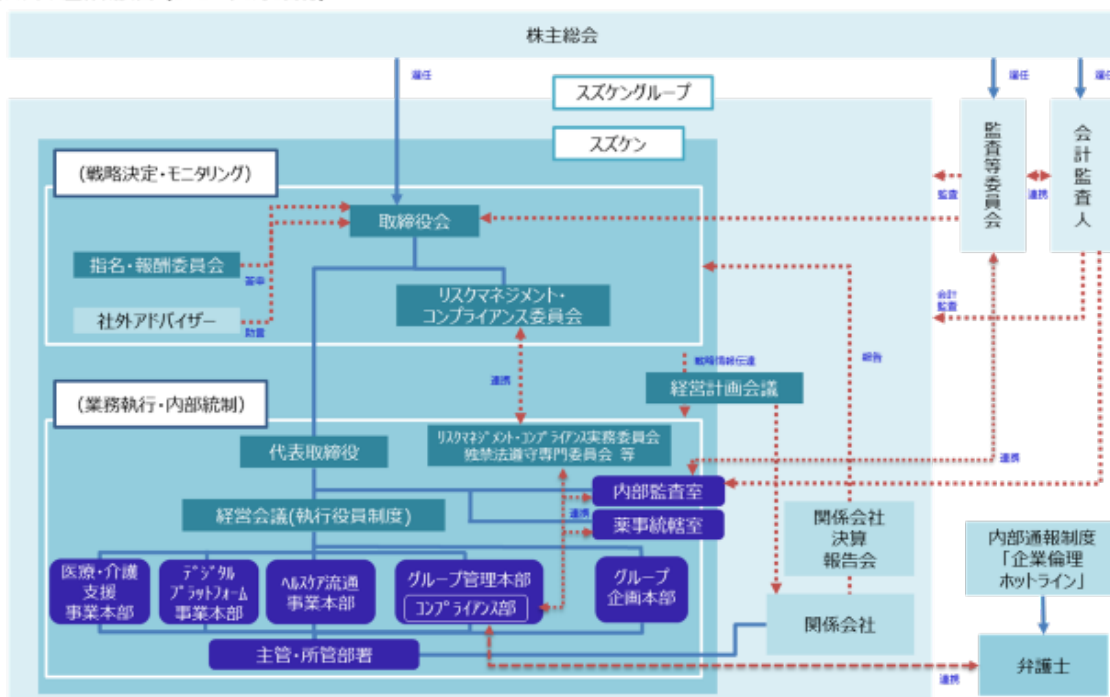 株主総会
選任
選任
選任
スズケングループ
スズケン
監査等委員会
会計監査人
(戦略決定・モニタリング)
監査
連携
取締役会
指名・報酬委員会
答申
リスクマネジメント・
コンプライアンス委員会
社外アドバイザー
助言
会計
監査
戦略情報伝達
報告
連携
経営計画会議
(業務執行・内部統制)
代表取締役
リスクマネジメント・コンプライアンス実務委員会
独禁法遵守専門委員会 等
連携
内部監査室
経営会議(執行役員制度)
連携
薬事統轄室
関係会社
決算
報告会
内部通報制度
「企業倫理
ホットライン」
医療・介護
支援
事業本部
デジタル
プラットフォーム
事業本部
ヘルスケア流通
事業本部
グループ管理本部
コンプライアンス部
グループ
企画本部
関係会社
主管・所管部署
弁護士
連携